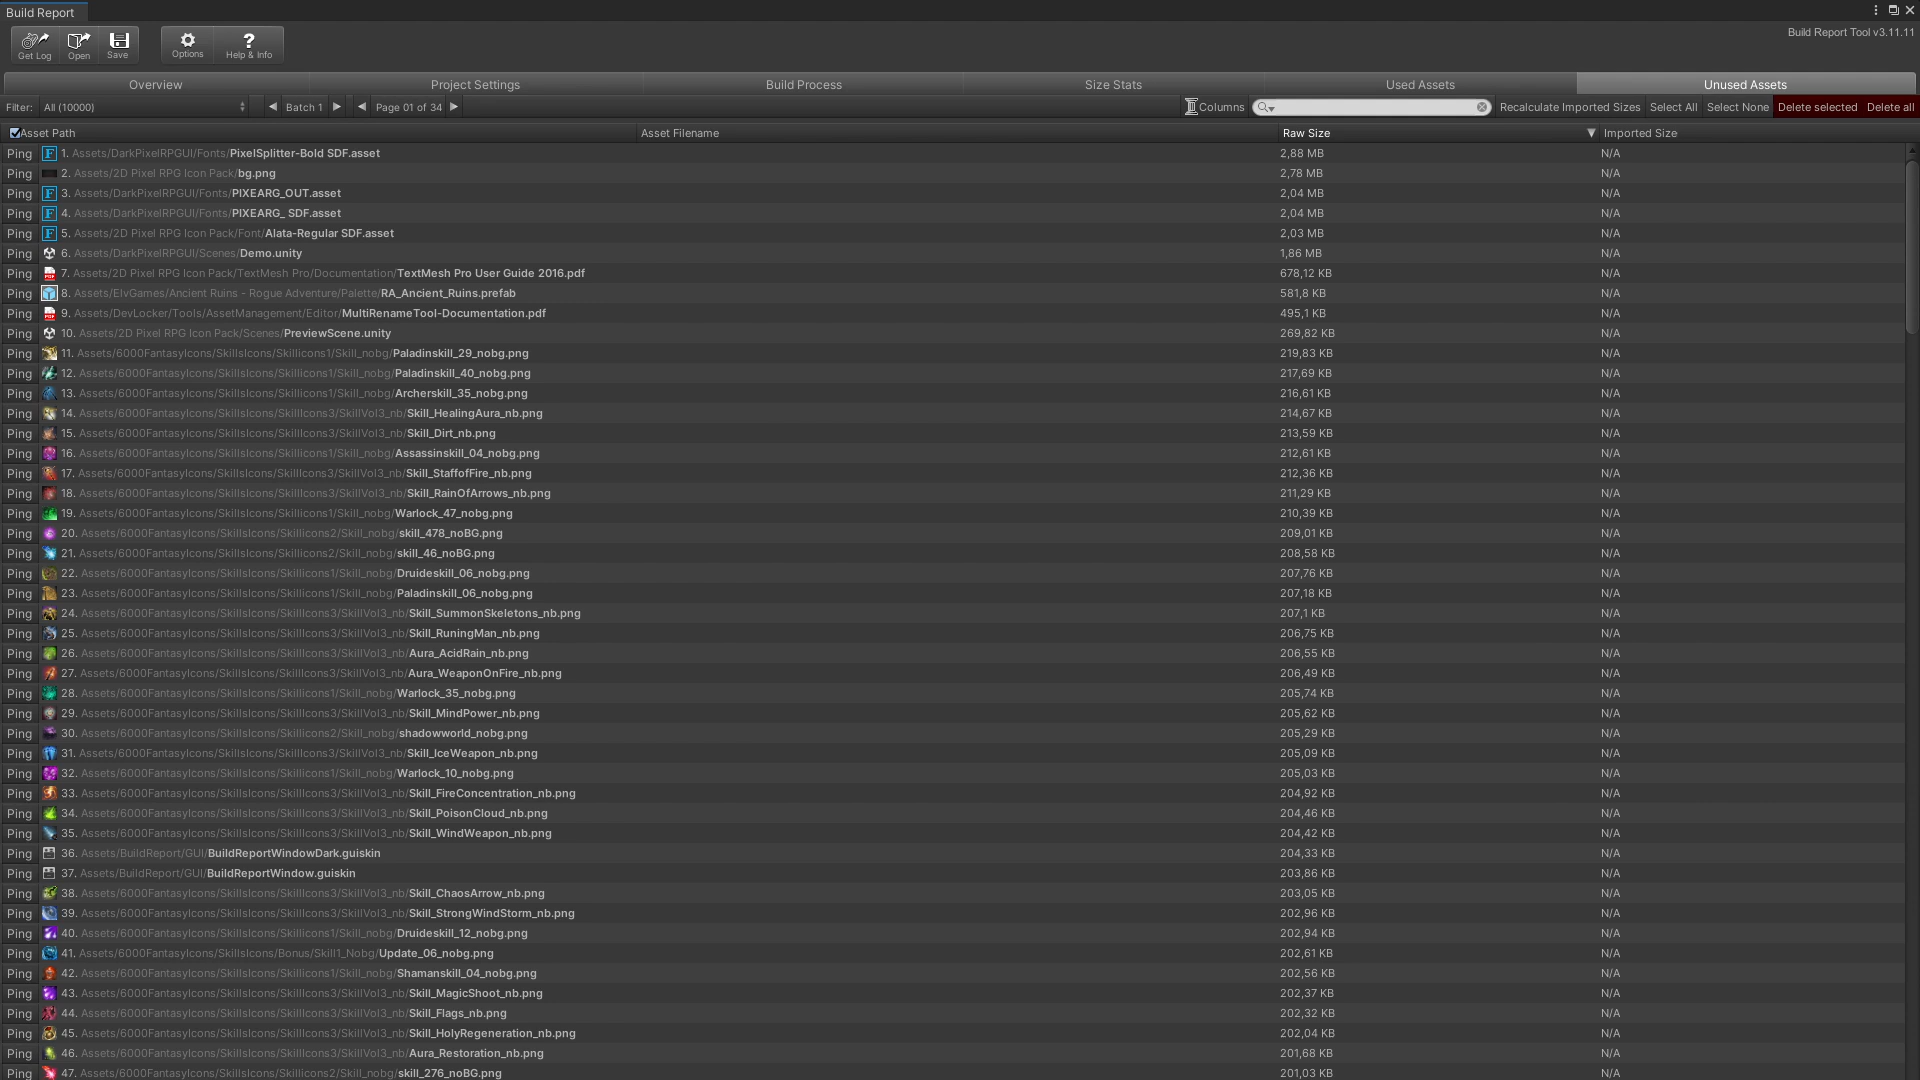 Build Report
Build Report Tool v3.11.11
Get Log Open Save Options Help & Info
Overview Project Settings Build Process Size Stats Used Assets Unused Assets
Filter: All (10000) Batch 1 Page 01 of 34 Columns Recalculate Imported Sizes Select All Select None Delete selected Delete all
Asset Path Asset Filename Raw Size Imported Size
Ping 1. Assets/DarkPixelRPGUI/Fonts/PixelSplitter-Bold SDF.asset 2,88 MB N/A
Ping 2. Assets/2D Pixel RPG Icon Pack/bg.png 2,78 MB N/A
Ping 3. Assets/DarkPixelRPGUI/Fonts/PIXEARG_OUT.asset 2,04 MB N/A
Ping 4. Assets/DarkPixelRPGUI/Fonts/PIXEARG_ SDF.asset 2,04 MB N/A
Ping 5. Assets/2D Pixel RPG Icon Pack/Font/Alata-Regular SDF.asset 2,03 MB N/A
Ping 6. Assets/DarkPixelRPGUI/Scenes/Demo.unity 1,86 MB N/A
Ping 7. Assets/2D Pixel RPG Icon Pack/TextMesh Pro/Documentation/TextMesh Pro User Guide 2016.pdf 678,12 KB N/A
Ping 8. Assets/ElvGames/Ancient Ruins - Rogue Adventure/Palette/RA_Ancient_Ruins.prefab 581,8 KB N/A
Ping 9. Assets/DevLocker/Tools/AssetManagement/Editor/MultiRenameTool-Documentation.pdf 495,1 KB N/A
Ping 10. Assets/2D Pixel RPG Icon Pack/Scenes/PreviewScene.unity 269,82 KB N/A
Ping 11. Assets/6000FantasyIcons/SkillsIcons/Skillicons1/Skill_nobg/Paladinskill_29_nobg.png 219,83 KB N/A
Ping 12. Assets/6000FantasyIcons/SkillsIcons/Skillicons1/Skill_nobg/Paladinskill_40_nobg.png 217,69 KB N/A
Ping 13. Assets/6000FantasyIcons/SkillsIcons/Skillicons1/Skill_nobg/Archerskill_35_nobg.png 216,61 KB N/A
Ping 14. Assets/6000FantasyIcons/SkillsIcons/SkillIcons3/SkillVol3_nb/Skill_HealingAura_nb.png 214,67 KB N/A
Ping 15. Assets/6000FantasyIcons/SkillsIcons/SkillIcons3/SkillVol3_nb/Skill_Dirt_nb.png 213,59 KB N/A
Ping 16. Assets/6000FantasyIcons/SkillsIcons/Skillicons1/Skill_nobg/Assassinskill_04_nobg.png 212,61 KB N/A
Ping 17. Assets/6000FantasyIcons/SkillsIcons/SkillIcons3/SkillVol3_nb/Skill_StaffofFire_nb.png 212,36 KB N/A
Ping 18. Assets/6000FantasyIcons/SkillsIcons/SkillIcons3/SkillVol3_nb/Skill_RainOfArrows_nb.png 211,29 KB N/A
Ping 19. Assets/6000FantasyIcons/SkillsIcons/Skillicons1/Skill_nobg/Warlock_47_nobg.png 210,39 KB N/A
Ping 20. Assets/6000FantasyIcons/SkillsIcons/Skillicons2/Skill_nobg/skill_478_noBG.png 209,01 KB N/A
Ping 21. Assets/6000FantasyIcons/SkillsIcons/Skillicons2/Skill_nobg/skill_46_noBG.png 208,58 KB N/A
Ping 22. Assets/6000FantasyIcons/SkillsIcons/Skillicons1/Skill_nobg/Druideskill_06_nobg.png 207,76 KB N/A
Ping 23. Assets/6000FantasyIcons/SkillsIcons/Skillicons1/Skill_nobg/Paladinskill_06_nobg.png 207,18 KB N/A
Ping 24. Assets/6000FantasyIcons/SkillsIcons/SkillIcons3/SkillVol3_nb/Skill_SummonSkeletons_nb.png 207,1 KB N/A
Ping 25. Assets/6000FantasyIcons/SkillsIcons/SkillIcons3/SkillVol3_nb/Skill_RuningMan_nb.png 206,75 KB N/A
Ping 26. Assets/6000FantasyIcons/SkillsIcons/SkillIcons3/SkillVol3_nb/Aura_AcidRain_nb.png 206,55 KB N/A
Ping 27. Assets/6000FantasyIcons/SkillsIcons/SkillIcons3/SkillVol3_nb/Aura_WeaponOnFire_nb.png 206,49 KB N/A
Ping 28. Assets/6000FantasyIcons/SkillsIcons/Skillicons1/Skill_nobg/Warlock_35_nobg.png 205,74 KB N/A
Ping 29. Assets/6000FantasyIcons/SkillsIcons/SkillIcons3/SkillVol3_nb/Skill_MindPower_nb.png 205,62 KB N/A
Ping 30. Assets/6000FantasyIcons/SkillsIcons/Skillicons2/Skill_nobg/shadowworld_nobg.png 205,29 KB N/A
Ping 31. Assets/6000FantasyIcons/SkillsIcons/SkillIcons3/SkillVol3_nb/Skill_IceWeapon_nb.png 205,09 KB N/A
Ping 32. Assets/6000FantasyIcons/SkillsIcons/Skillicons1/Skill_nobg/Warlock_10_nobg.png 205,03 KB N/A
Ping 33. Assets/6000FantasyIcons/SkillsIcons/SkillIcons3/SkillVol3_nb/Skill_FireConcentration_nb.png 204,92 KB N/A
Ping 34. Assets/6000FantasyIcons/SkillsIcons/SkillIcons3/SkillVol3_nb/Skill_PoisonCloud_nb.png 204,46 KB N/A
Ping 35. Assets/6000FantasyIcons/SkillsIcons/SkillIcons3/SkillVol3_nb/Skill_WindWeapon_nb.png 204,42 KB N/A
Ping 36. Assets/BuildReport/GUI/BuildReportWindowDark.guiskin 204,33 KB N/A
Ping 37. Assets/BuildReport/GUI/BuildReportWindow.guiskin 203,86 KB N/A
Ping 38. Assets/6000FantasyIcons/SkillsIcons/SkillIcons3/SkillVol3_nb/Skill_ChaosArrow_nb.png 203,05 KB N/A
Ping 39. Assets/6000FantasyIcons/SkillsIcons/SkillIcons3/SkillVol3_nb/Skill_StrongWindStorm_nb.png 202,96 KB N/A
Ping 40. Assets/6000FantasyIcons/SkillsIcons/Skillicons1/Skill_nobg/Druideskill_12_nobg.png 202,94 KB N/A
Ping 41. Assets/6000FantasyIcons/SkillsIcons/Bonus/Skill1_Nobg/Update_06_nobg.png 202,61 KB N/A
Ping 42. Assets/6000FantasyIcons/SkillsIcons/Skillicons1/Skill_nobg/Shamanskill_04_nobg.png 202,56 KB N/A
Ping 43. Assets/6000FantasyIcons/SkillsIcons/SkillIcons3/SkillVol3_nb/Skill_MagicShoot_nb.png 202,37 KB N/A
Ping 44. Assets/6000FantasyIcons/SkillsIcons/SkillIcons3/SkillVol3_nb/Skill_Flags_nb.png 202,32 KB N/A
Ping 45. Assets/6000FantasyIcons/SkillsIcons/SkillIcons3/SkillVol3_nb/Skill_HolyRegeneration_nb.png 202,04 KB N/A
Ping 46. Assets/6000FantasyIcons/SkillsIcons/SkillIcons3/SkillVol3_nb/Aura_Restoration_nb.png 201,68 KB N/A
Ping 47. Assets/6000FantasyIcons/SkillsIcons/Skillicons2/Skill_nobg/skill_276_noBG.png 201,03 KB N/A